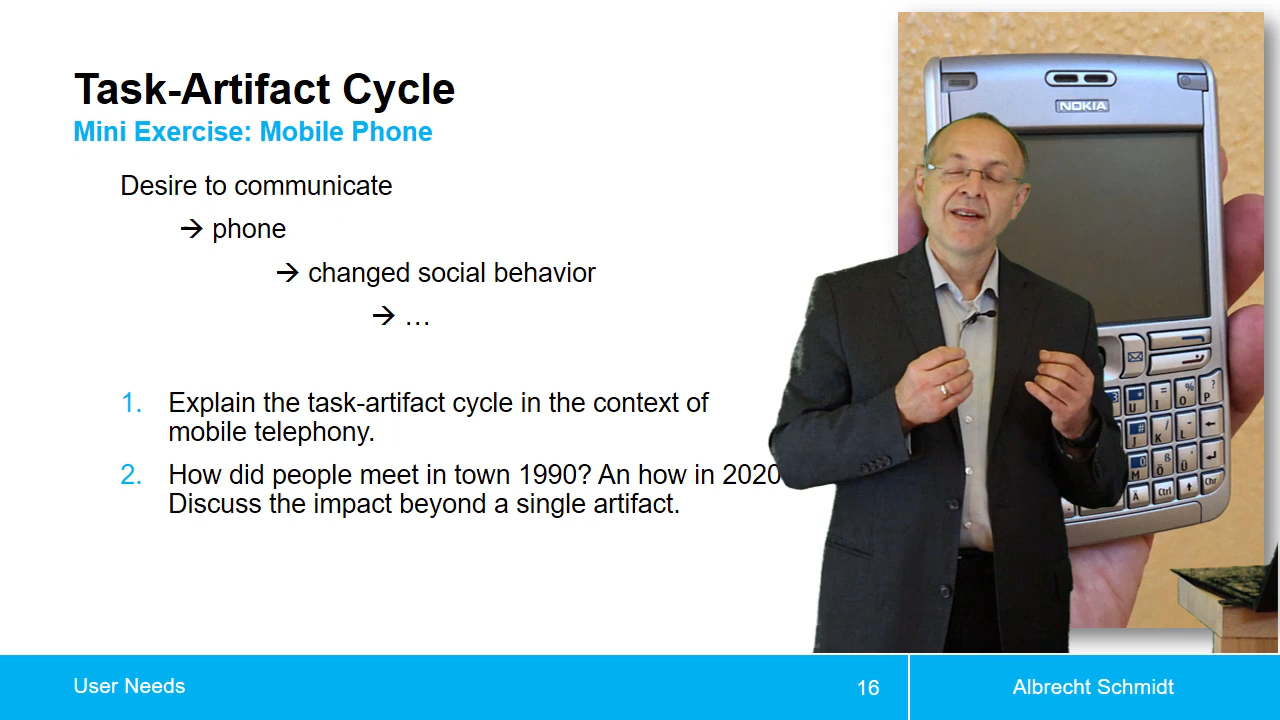 Task-Artifact Cycle
Mini Exercise: Mobile Phone
Desire to communicate
→ phone
→ changed social behavior
→ …
1. Explain the task-artifact cycle in the context of
mobile telephony.
2. How did people meet in town 1990? An how in 2020
Discuss the impact beyond a single artifact.
NOKIA
U I O P
J K L
M Ö Ü
Ä Ctrl Chr
User Needs
16
Albrecht Schmidt